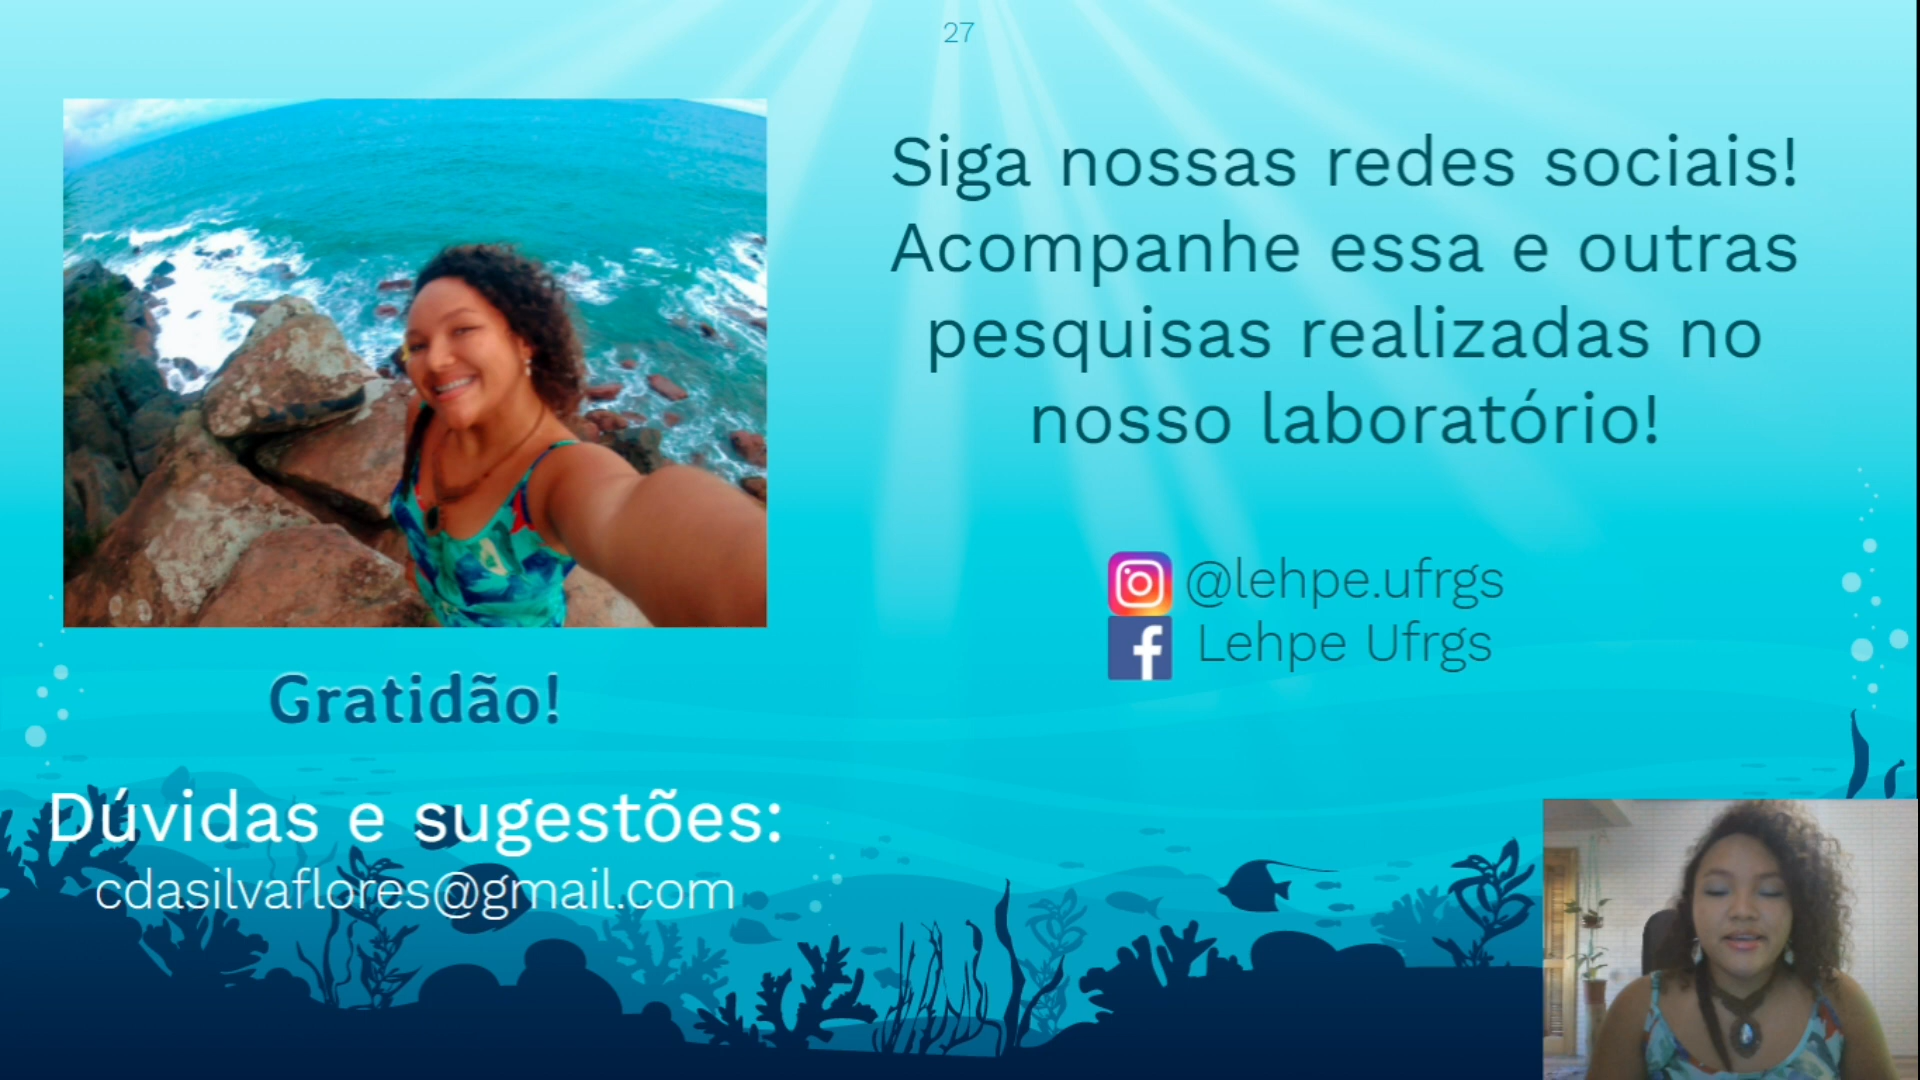 27
Siga nossas redes sociais!
Acompanhe essa e outras
pesquisas realizadas no
nosso laboratório!
@lehpe.ufrgs
Lehpe Ufrgs
Gratidão!
Dúvidas e sugestões:
cdasilvaflores@gmail.com